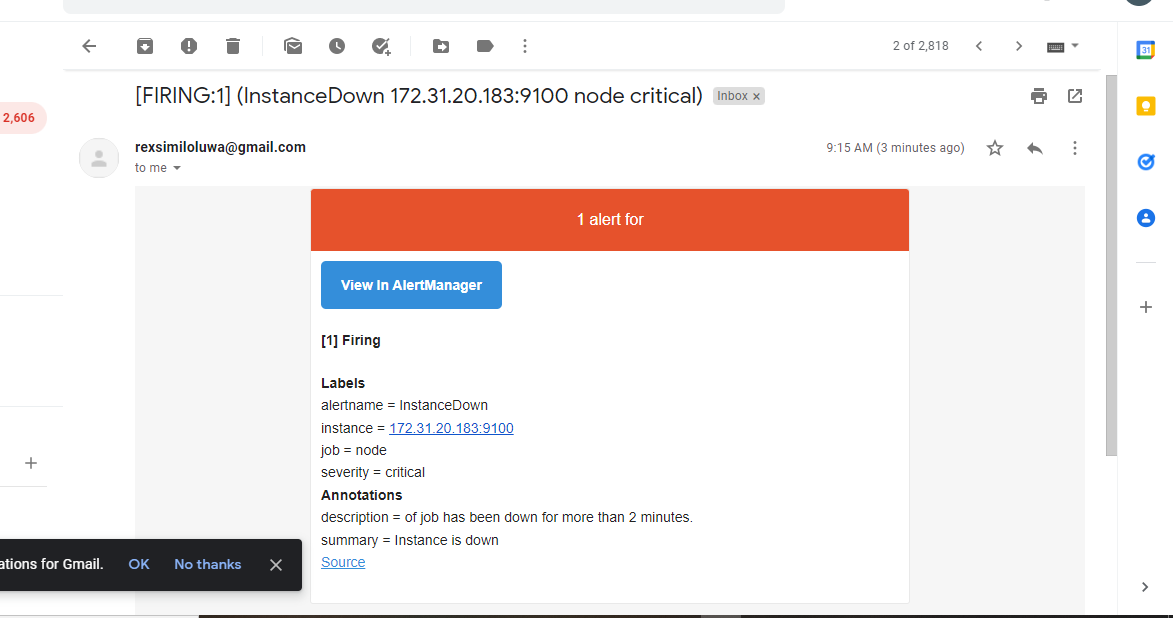 2 of 2,818
[FIRING:1] (InstanceDown 172.31.20.183:9100 node critical)
Inbox ×
2,606
rexsimiloluwa@gmail.com
9:15 AM (3 minutes ago)
to me
31
1 alert for
View In AlertManager
[1] Firing
Labels
alertname = InstanceDown
instance = 172.31.20.183:9100
job = node
severity = critical
Annotations
description = of job has been down for more than 2 minutes.
summary = Instance is down
Source
ations for Gmail.
OK
No thanks